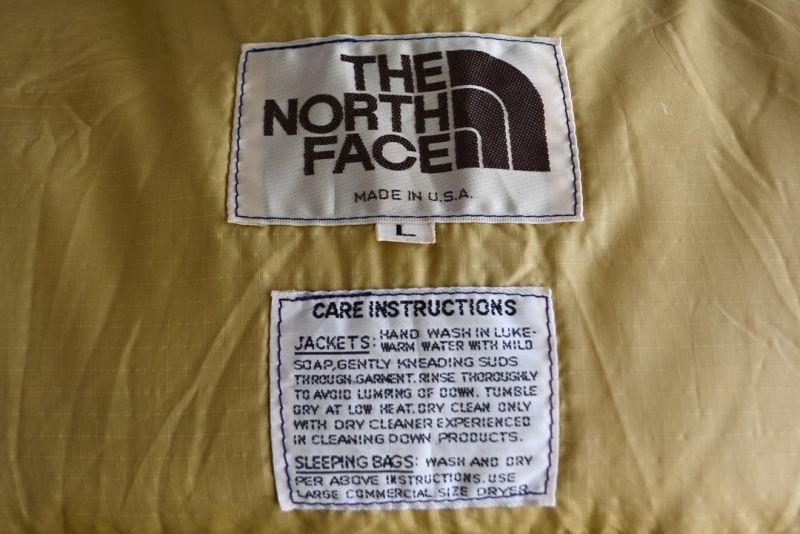 THE
NORTH
FACE
MADE IN U.S.A.
L
CARE INSTRUCTIONS
JACKETS: HAND WASH IN LUKE-
WARM WATER WITH MILD
SOAP, GENTLY KNEADING SUDS
THROUGH GARMENT. RINSE THOROUGHLY
TO AVOID LUMPING OF DOWN. TUMBLE
DRY AT LOW HEAT. DRY CLEAN ONLY
WITH DRY CLEANER EXPERIENCED
IN CLEANING DOWN PRODUCTS.
SLEEPING BAGS: WASH AND DRY
PER ABOVE INSTRUCTIONS. USE
LARGE COMMERCIAL SIZE DRYER.